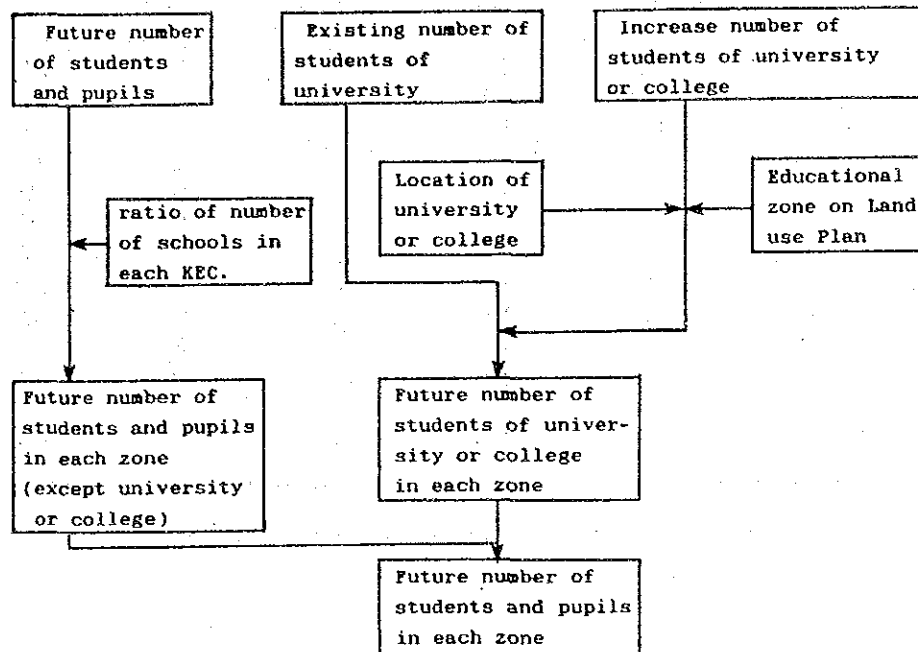 Future number
of students
and pupils
Existing number of
students of
university
Increase number of
students of university
or college
Location of
university
or college
Educational
zone on Land
use Plan
ratio of number
of schools in
each KEC.
Future number of
students and pupils
in each zone
(except university
or college)
Future number of
students of univer-
sity or college
in each zone
Future number of
students and pupils
in each zone